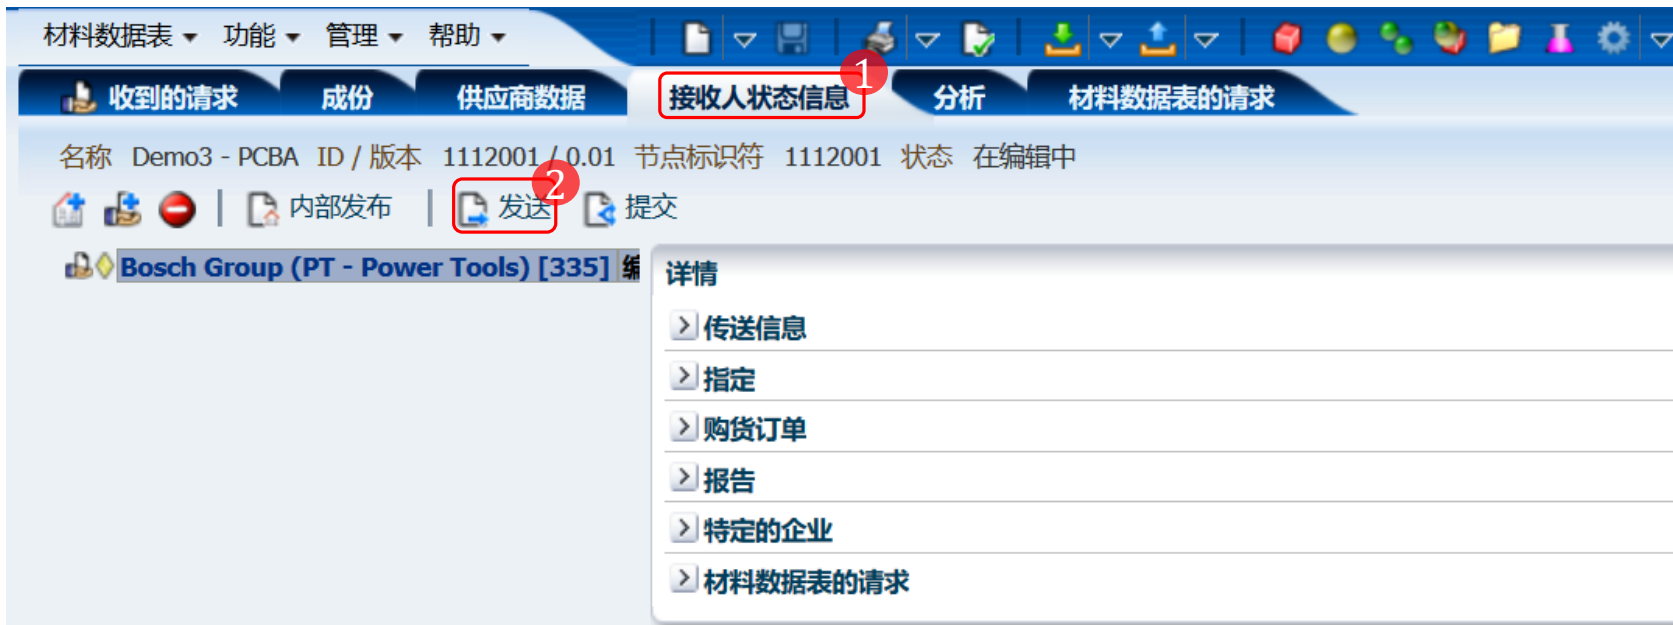 材料数据表 功能 管理 帮助
收到的请求 成份 供应商数据 接收人状态信息 1 分析 材料数据表的请求
名称 Demo3 - PCBA ID / 版本 1112001 / 0.01 节点标识符 1112001 状态 在编辑中
内部发布 发送 2 提交
Bosch Group (PT - Power Tools) [335]
详情
传送信息
指定
购货订单
报告
特定的企业
材料数据表的请求